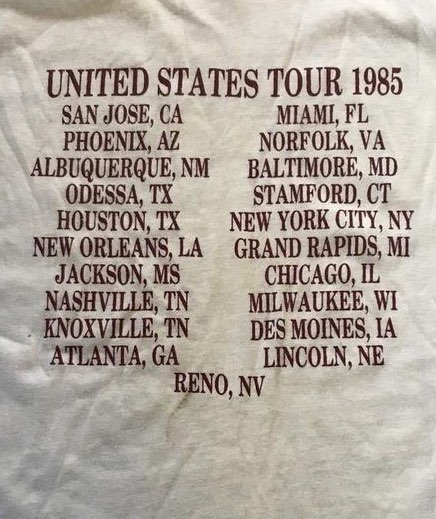 UNITED STATES TOUR 1985
SAN JOSE, CA
PHOENIX, AZ
ALBUQUERQUE, NM
ODESSA, TX
HOUSTON, TX
NEW ORLEANS, LA
JACKSON, MS
NASHVILLE, TN
KNOXVILLE, TN
ATLANTA, GA
MIAMI, FL
NORFOLK, VA
BALTIMORE, MD
STAMFORD, CT
NEW YORK CITY, NY
GRAND RAPIDS, MI
CHICAGO, IL
MILWAUKEE, WI
DES MOINES, IA
LINCOLN, NE
RENO, NV